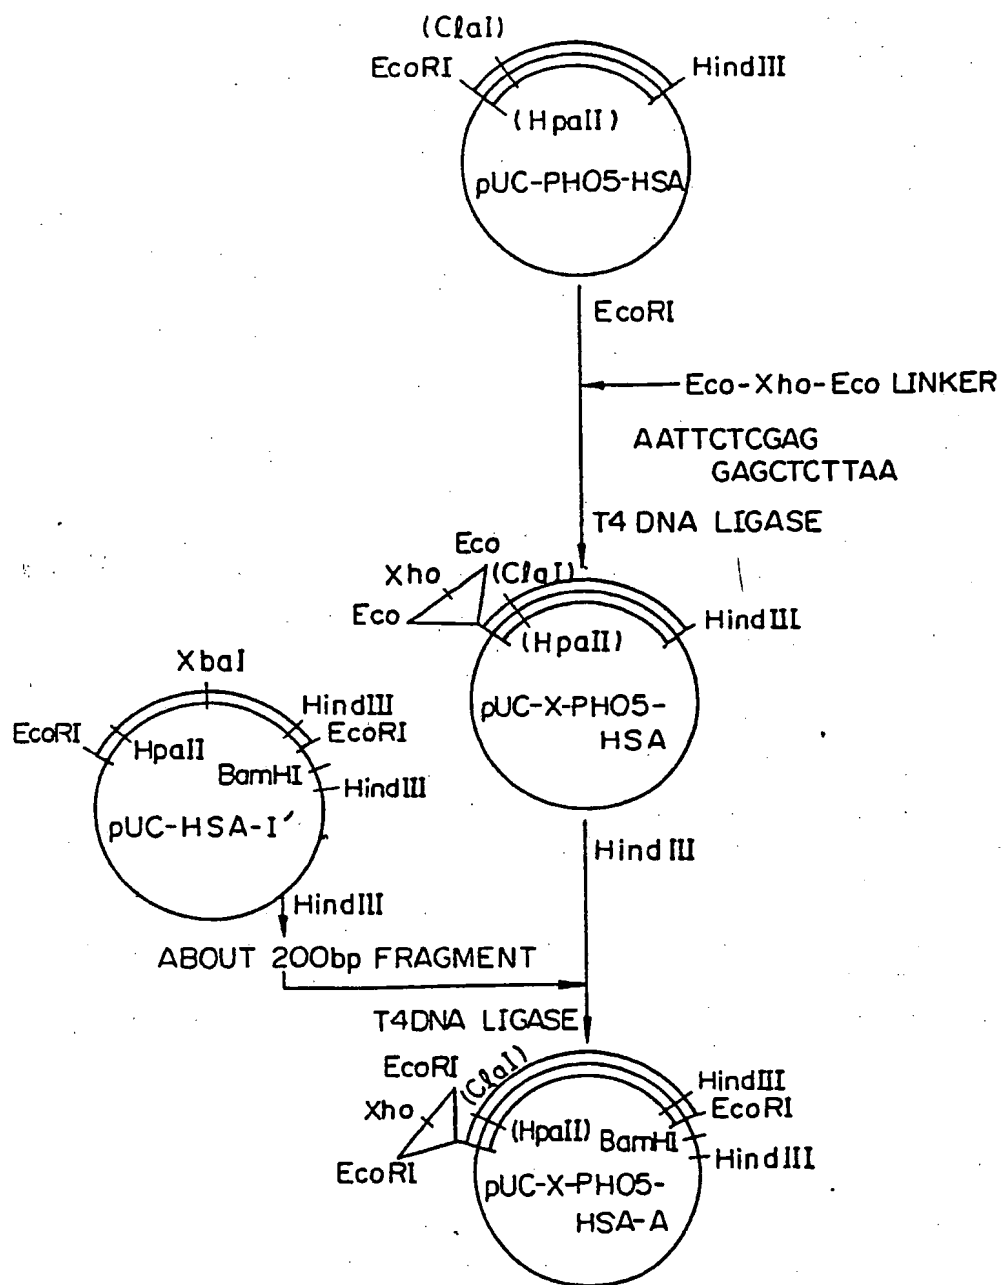 (ClaI)
EcoRI
HindIII
(HpaII)
pUC-PHO5-HSA
EcoRI
Eco-Xho-Eco LINKER
AATTCTCGAG
GAGCTCTTAA
T4 DNA LIGASE
Eco
Xho
(ClaI)
Eco
HindIII
(HpaII)
pUC-X-PHO5-
HSA
XbaI
HindIII
EcoRI
EcoRI
HpaII
BamHI
HindIII
pUC-HSA-I′
HindIII
HindIII
ABOUT 200bp FRAGMENT
T4DNA LIGASE
EcoRI
(ClaI)
Xho
HindIII
EcoRI
(HpaII)
BamHI
EcoRI
HindIII
pUC-X-PHO5-
HSA-A